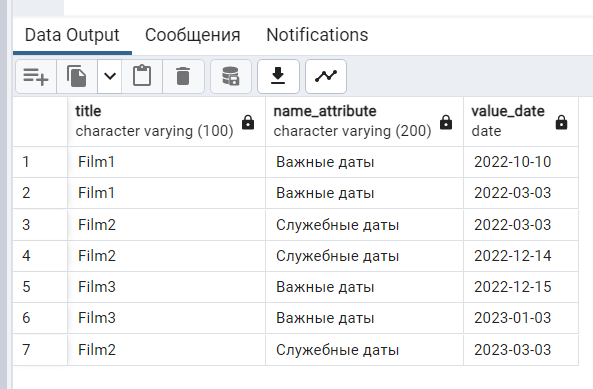 Data Output Сообщения Notifications
title name_attribute value_date
character varying (100) character varying (200) date
1 Film1 Важные даты 2022-10-10
2 Film1 Важные даты 2022-03-03
3 Film2 Служебные даты 2022-03-03
4 Film2 Служебные даты 2022-12-14
5 Film3 Важные даты 2022-12-15
6 Film3 Важные даты 2023-01-03
7 Film2 Служебные даты 2023-03-03